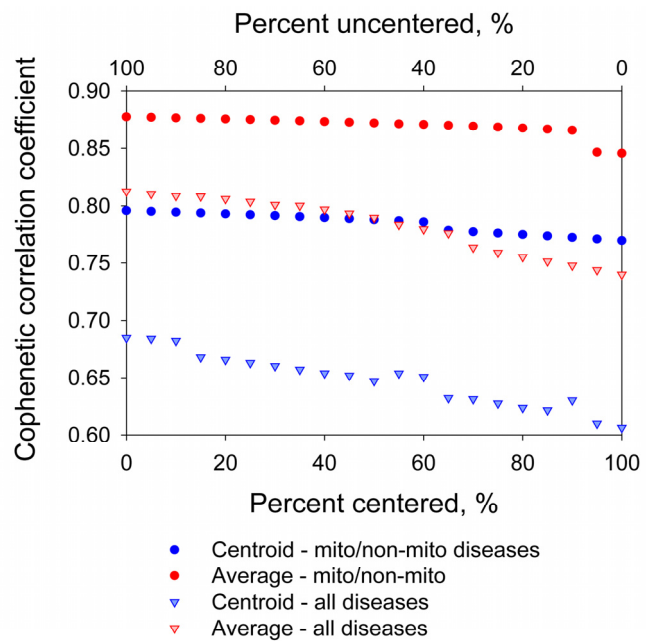 Percent uncentered, %
100 80 60 40 20 0
Cophenetic correlation coefficient
0.90
0.85
0.80
0.75
0.70
0.65
0.60
0 20 40 60 80 100
Percent centered, %
Centroid - mito/non-mito diseases
Average - mito/non-mito
Centroid - all diseases
Average - all diseases